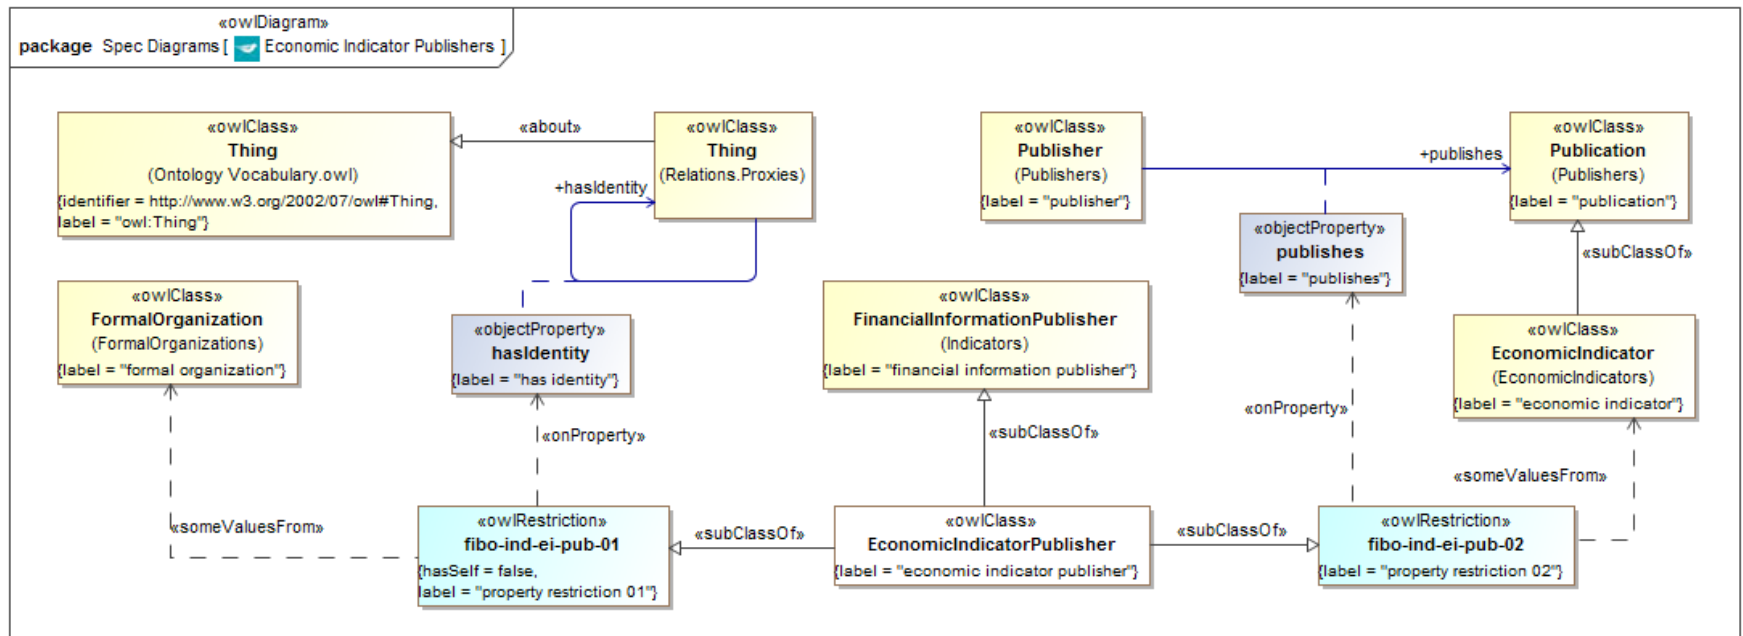 «owlDiagram»
package Spec Diagrams [ Economic Indicator Publishers ]
«owlClass»
Thing
(Ontology Vocabulary.owl)
{identifier = http://www.w3.org/2002/07/owl#Thing,
label = "owl:Thing"}
«about»
«owlClass»
Thing
(Relations.Proxies)
+hasIdentity
«owlClass»
Publisher
(Publishers)
{label = "publisher"}
+publishes
«owlClass»
Publication
(Publishers)
{label = "publication"}
«objectProperty»
publishes
{label = "publishes"}
«subClassOf»
«owlClass»
FormalOrganization
(FormalOrganizations)
{label = "formal organization"}
«objectProperty»
hasIdentity
{label = "has identity"}
«owlClass»
FinancialInformationPublisher
(Indicators)
{label = "financial information publisher"}
«owlClass»
EconomicIndicator
(EconomicIndicators)
{label = "economic indicator"}
«onProperty»
«subClassOf»
«onProperty»
«someValuesFrom»
«someValuesFrom»
«owlRestriction»
fibo-ind-ei-pub-01
{hasSelf = false,
label = "property restriction 01"}
«subClassOf»
«owlClass»
EconomicIndicatorPublisher
{label = "economic indicator publisher"}
«subClassOf»
«owlRestriction»
fibo-ind-ei-pub-02
{label = "property restriction 02"}